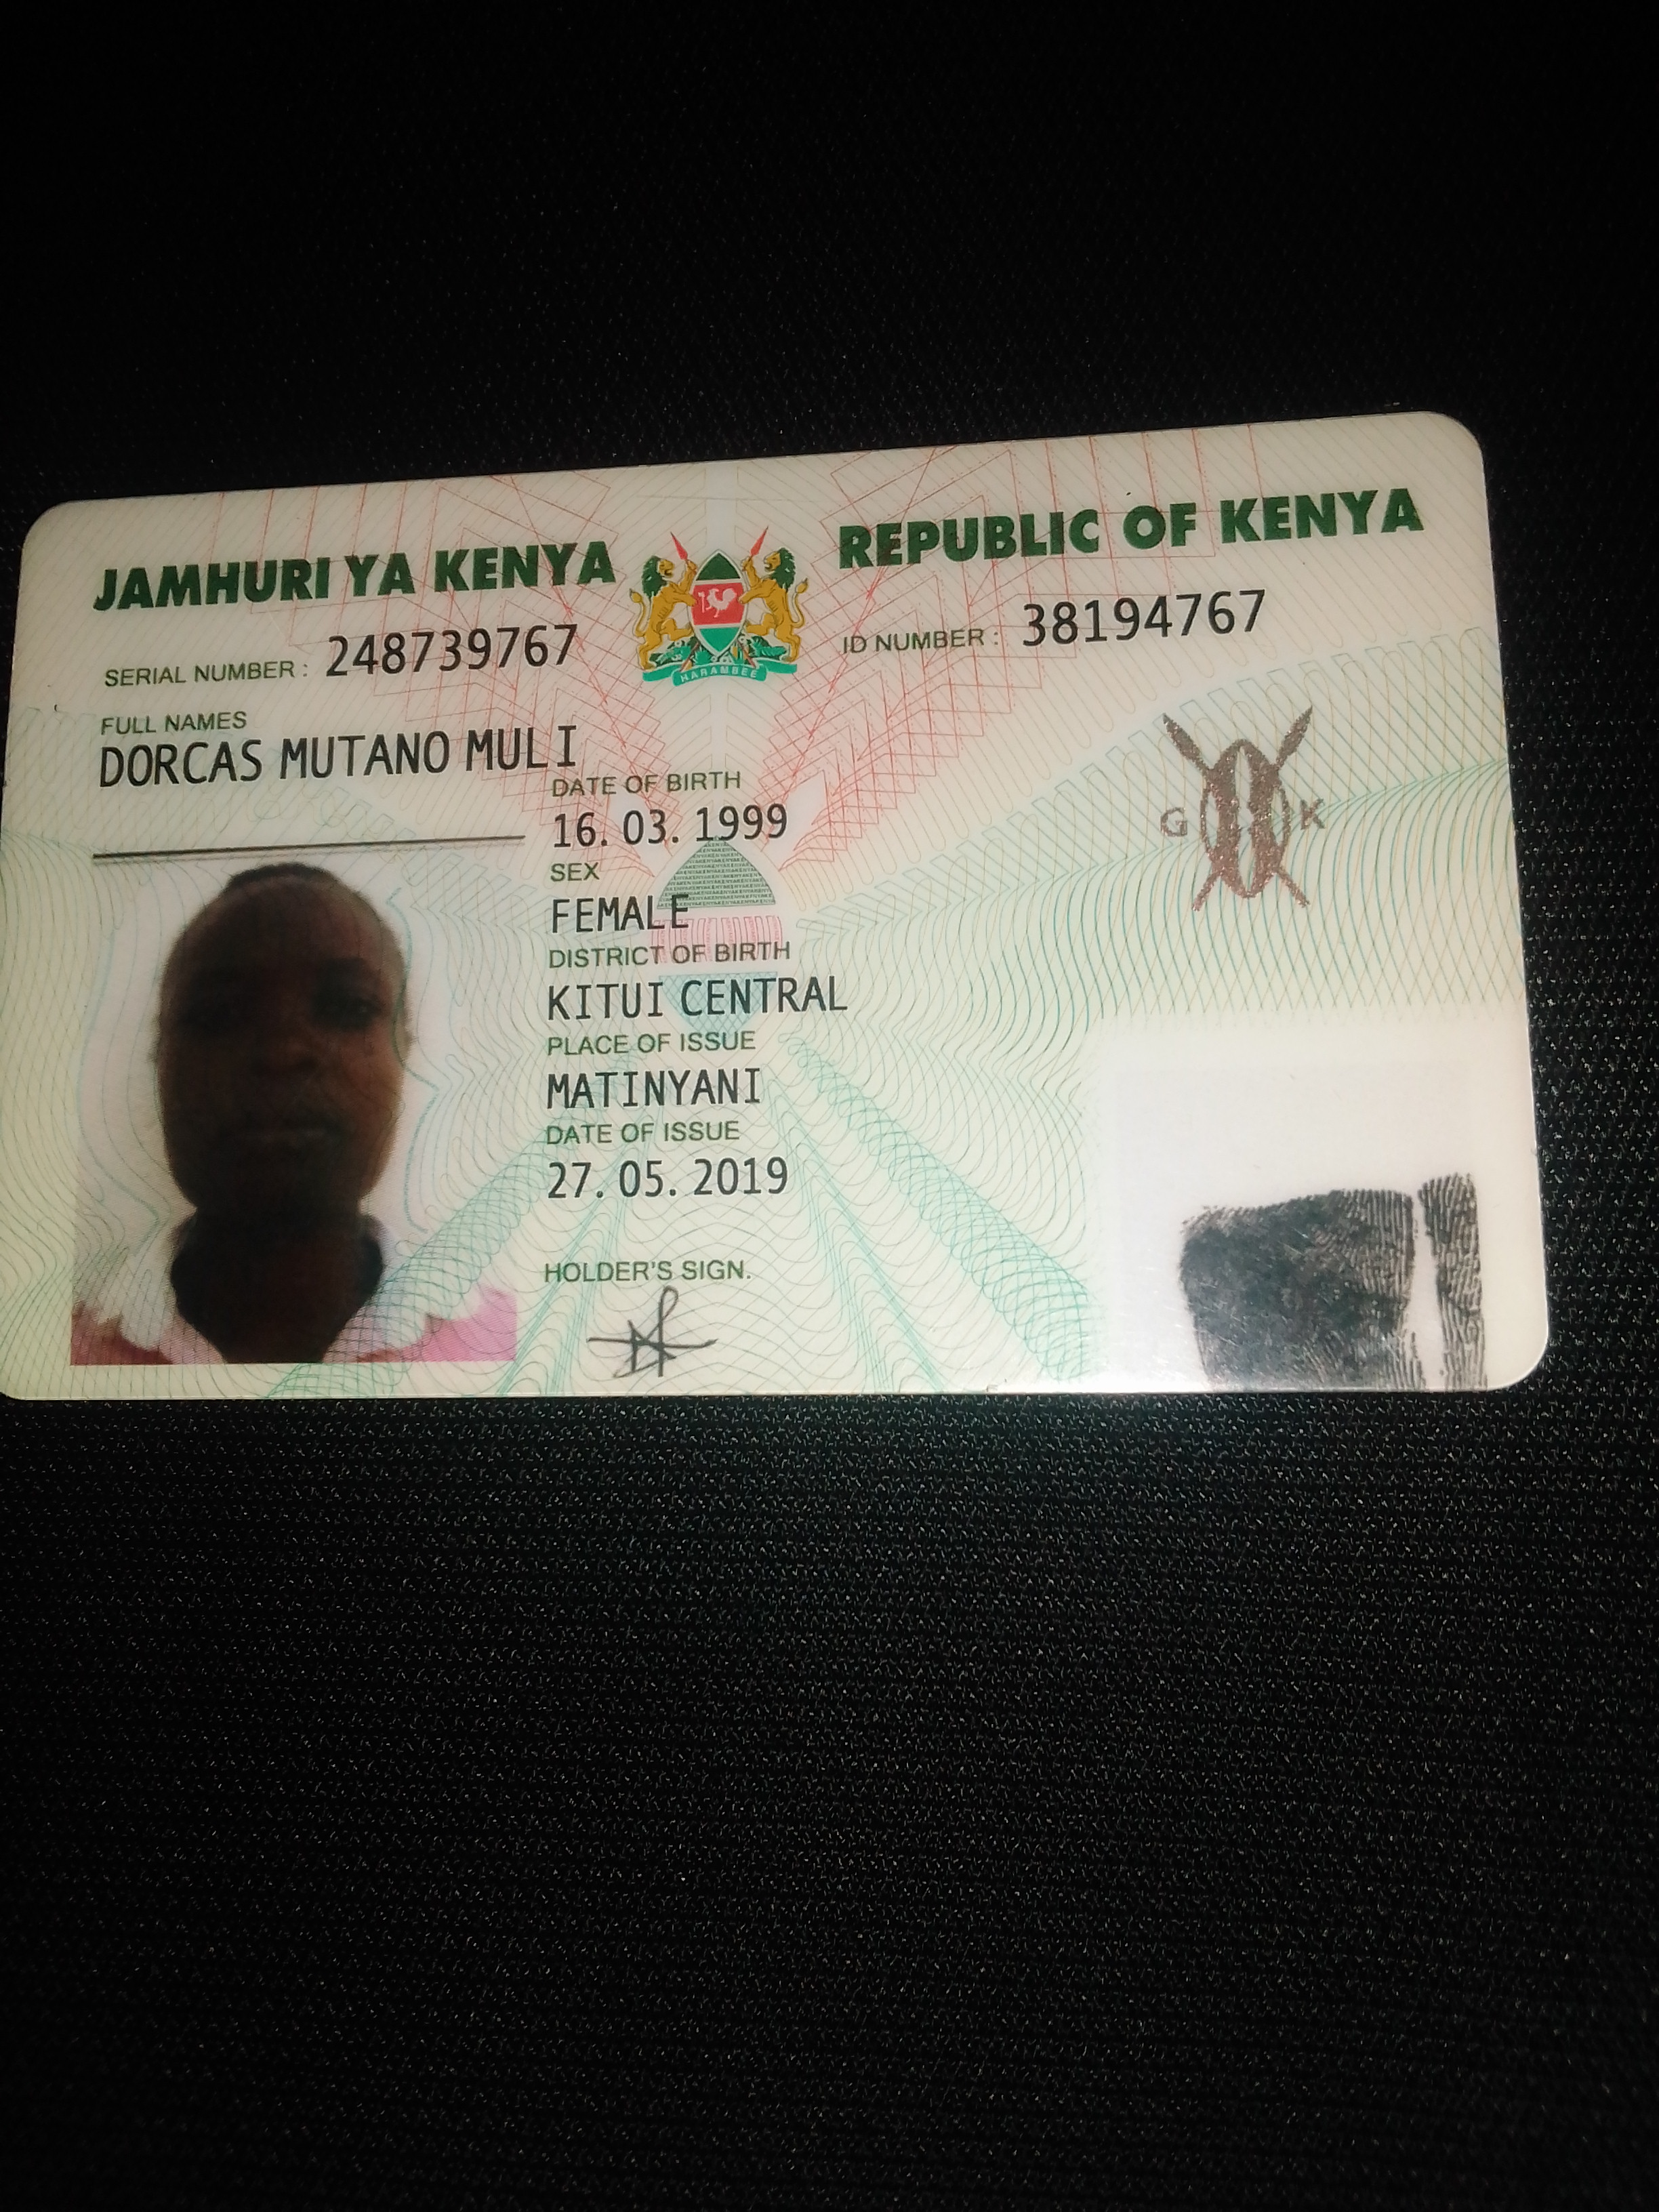 JAMHURI YA KENYA
REPUBLIC OF KENYA
SERIAL NUMBER : 248739767
ID NUMBER : 38194767
HARAMBEE
FULL NAMES
DORCAS MUTANO MULI
DATE OF BIRTH
16. 03. 1999
G K
SEX
FEMALE
DISTRICT OF BIRTH
KITUI CENTRAL
PLACE OF ISSUE
MATINYANI
DATE OF ISSUE
27. 05. 2019
HOLDER'S SIGN.